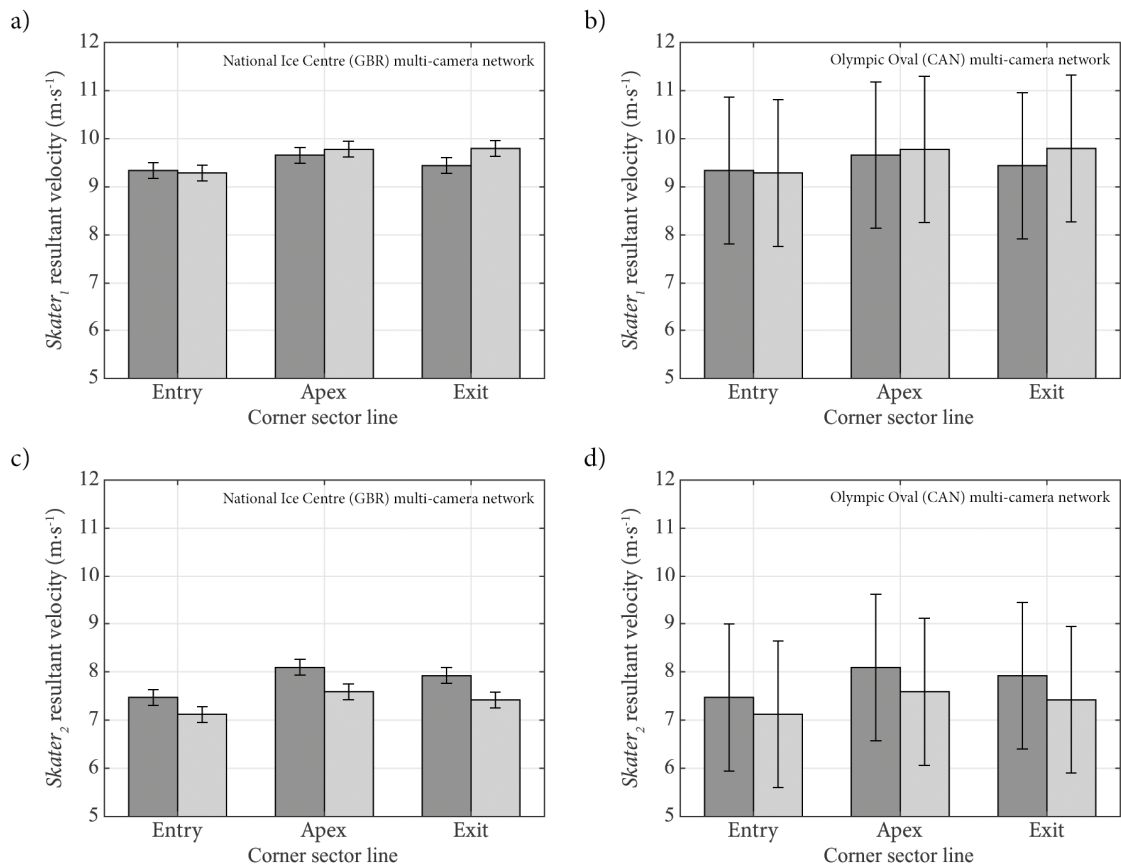 a)
12
11
10
9
8
7
6
5
Skater₁ resultant velocity (m·s⁻¹)
National Ice Centre (GBR) multi-camera network
Entry Apex Exit
Corner sector line
b)
12
11
10
9
8
7
6
5
Skater₁ resultant velocity (m·s⁻¹)
Olympic Oval (CAN) multi-camera network
Entry Apex Exit
Corner sector line
c)
12
11
10
9
8
7
6
5
Skater₂ resultant velocity (m·s⁻¹)
National Ice Centre (GBR) multi-camera network
Entry Apex Exit
Corner sector line
d)
12
11
10
9
8
7
6
5
Skater₂ resultant velocity (m·s⁻¹)
Olympic Oval (CAN) multi-camera network
Entry Apex Exit
Corner sector line